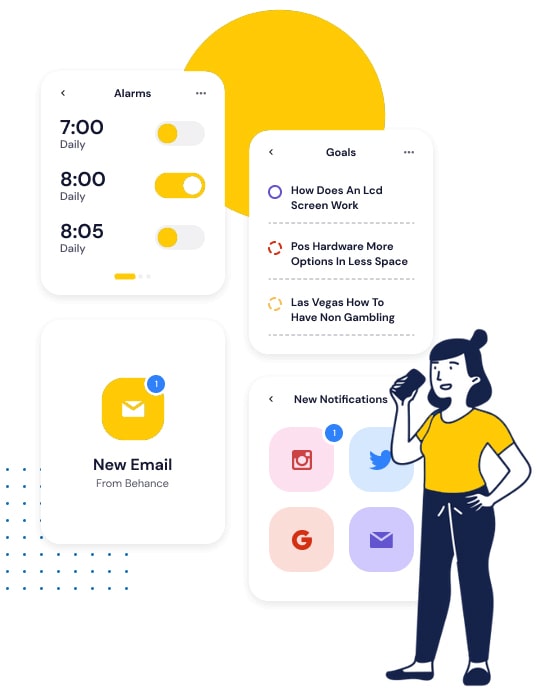 Alarms
7:00
Daily
8:00
Daily
8:05
Daily
Goals
How Does An Lcd
Screen Work
Pos Hardware More
Options In Less Space
Las Vegas How To
Have Non Gambling
1
New Email
From Behance
New Notifications
1
G